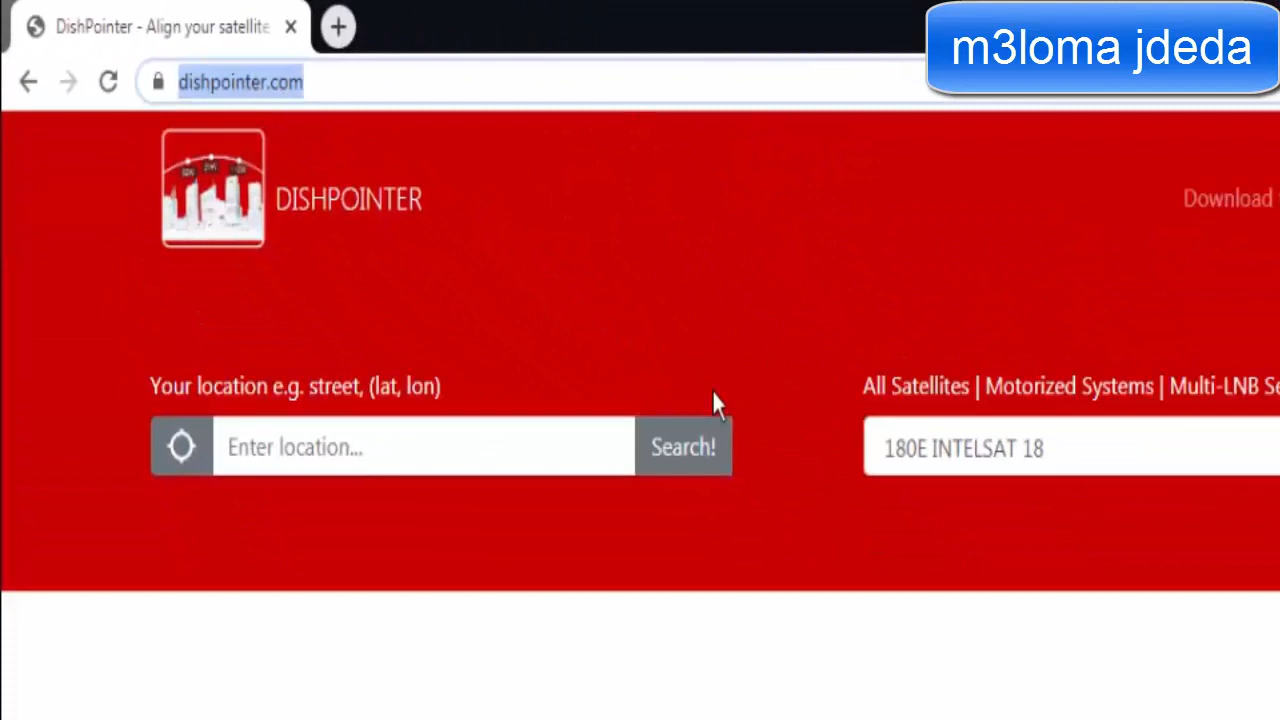 DishPointer - Align your satellite
m3loma jdeda
dishpointer.com
DISHPOINTER
Download
Your location e.g. street, (lat, lon)
All Satellites | Motorized Systems | Multi-LNB Se
Enter location...
Search!
180E INTELSAT 18